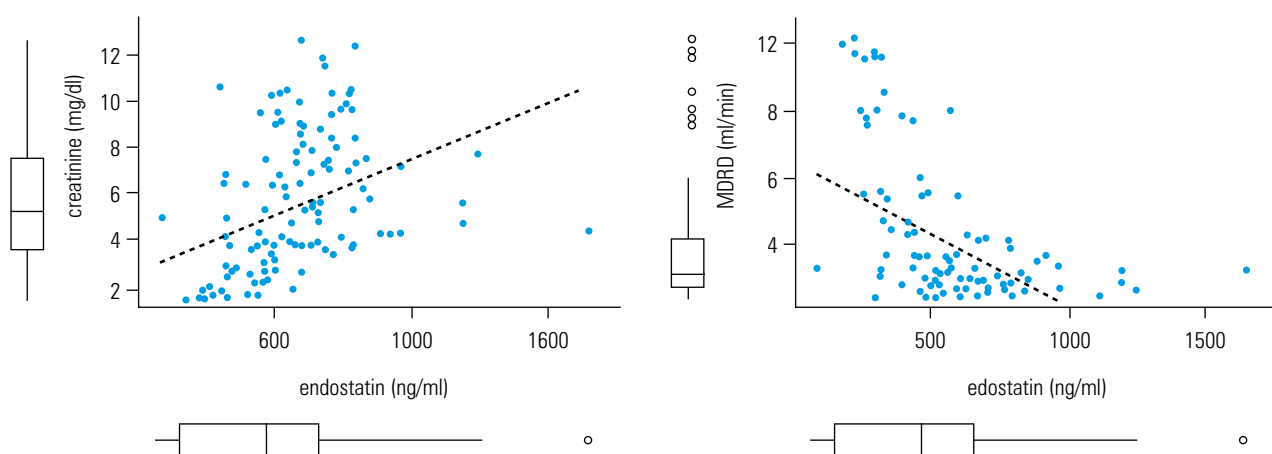 creatinine (mg/dl)
12
10
8
6
4
2
600 1000 1600
endostatin (ng/ml)
MDRD (ml/min)
12
8
6
4
500 1000 1500
edostatin (ng/ml)